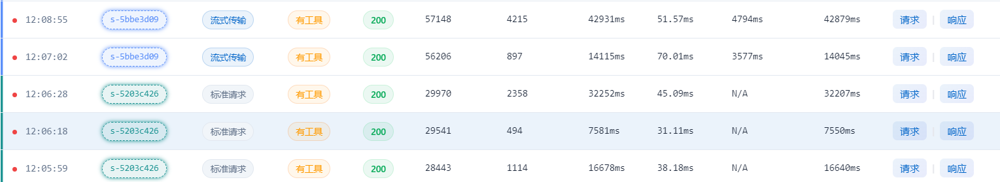 12:08:55 s-5bbe3d09 流式传输 有工具 200 57148 4215 42931ms 51.57ms 4794ms 42879ms 请求 | 响应
12:07:02 s-5bbe3d09 流式传输 有工具 200 56206 897 14115ms 70.01ms 3577ms 14045ms 请求 | 响应
12:06:28 s-5203c426 标准请求 有工具 200 29970 2358 32252ms 45.09ms N/A 32207ms 请求 | 响应
12:06:18 s-5203c426 标准请求 有工具 200 29541 494 7581ms 31.11ms N/A 7550ms 请求 | 响应
12:05:59 s-5203c426 标准请求 有工具 200 28443 1114 16678ms 38.18ms N/A 16640ms 请求 | 响应